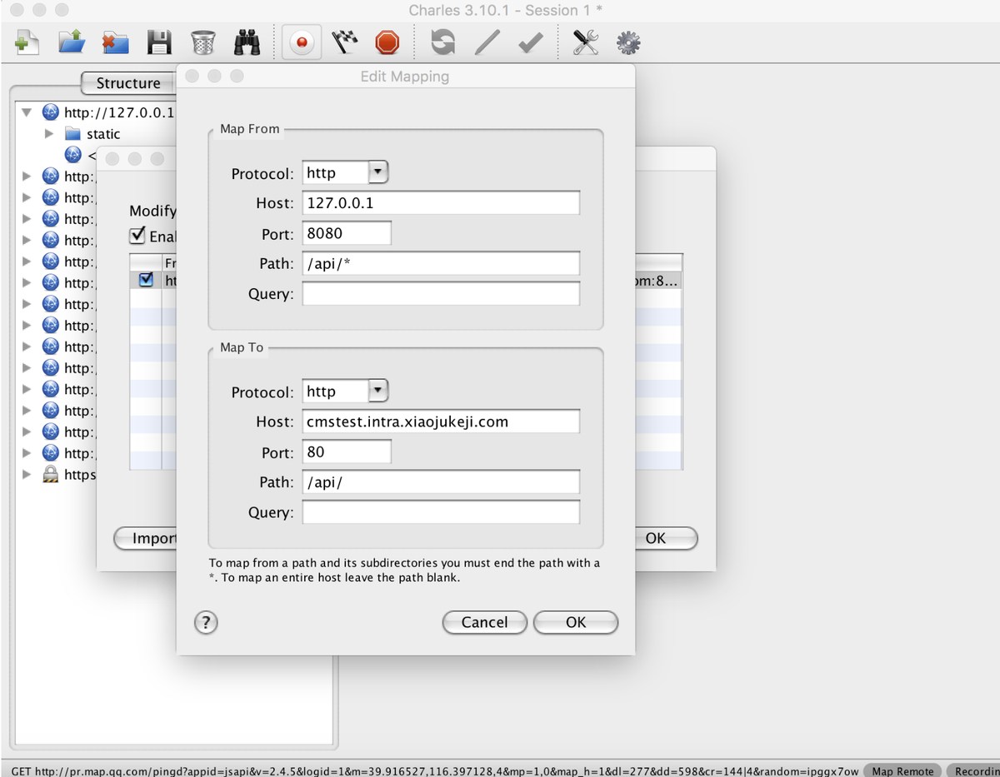 Charles 3.10.1 - Session 1 *
Structure
Edit Mapping
http://127.0.0.1
static
<
http:/
http:/
http:/
http:/
http:/
http:/
http:/
http:/
http:/
http:/
http:/
http:/
http:/
http:/
https
Modify
Enal
Fr
ht
om:8...
Import
OK
Map From
Protocol: http
Host: 127.0.0.1
Port: 8080
Path: /api/*
Query:
Map To
Protocol: http
Host: cmstest.intra.xiaojukeji.com
Port: 80
Path: /api/
Query:
To map from a path and its subdirectories you must end the path with a
*. To map an entire host leave the path blank.
?
Cancel
OK
GET http://pr.map.qq.com/pingd?appid=jsapi&v=2.4.5&logid=1&m=39.916527,116.397128,4&mp=1,0&map_h=1&dl=277&dd=598&cr=144|4&random=ipggx7ow
Map Remote
Recordin